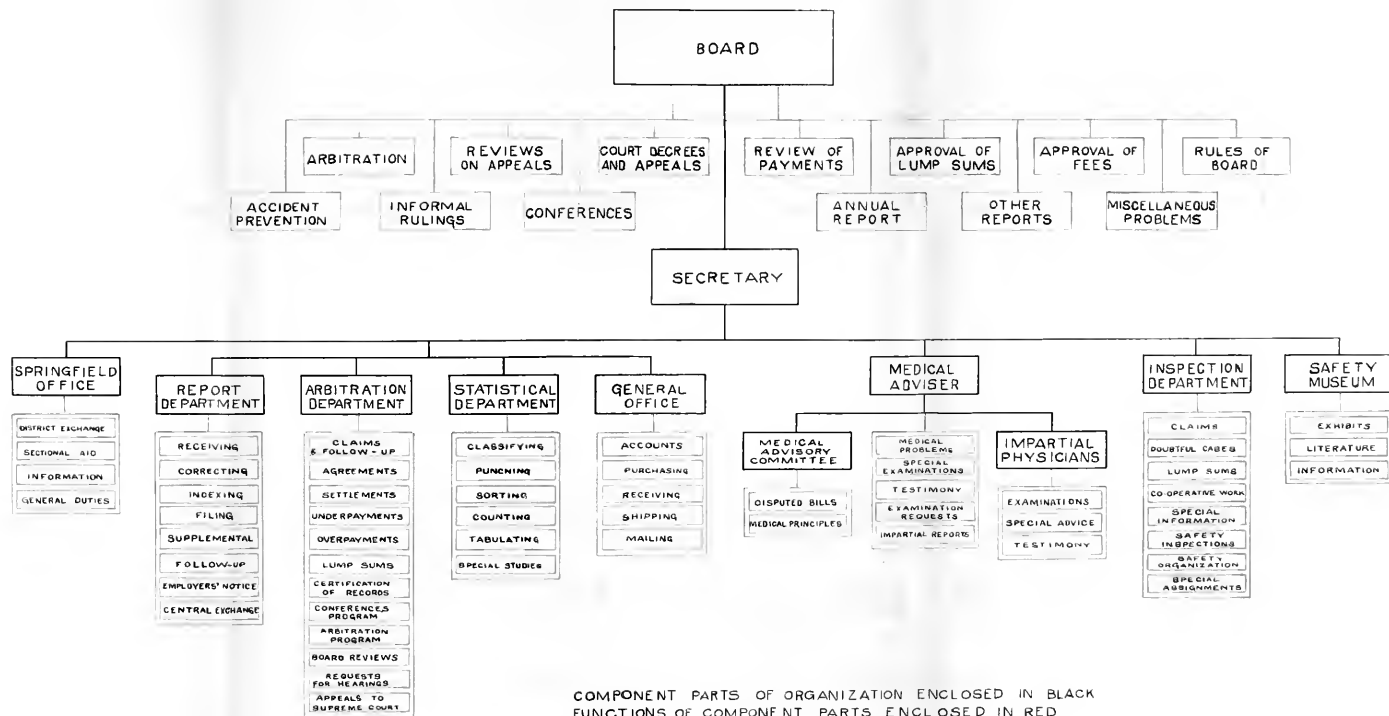 BOARD
ARBITRATION
REVIEWS
ON APPEALS
COURT DECREES
AND APPEALS
REVIEW OF
PAYMENTS
APPROVAL OF
LUMP SUMS
APPROVAL OF
FEES
RULES OF
BOARD
ACCIDENT
PREVENTION
INFORMAL
RULINGS
CONFERENCES
ANNUAL
REPORT
OTHER
REPORTS
MISCELLANEOUS
PROBLEMS
SECRETARY
SPRINGFIELD
OFFICE
DISTRICT EXCHANGE
SECTIONAL AID
INFORMATION
GENERAL DUTIES
REPORT
DEPARTMENT
RECEIVING
CORRECTING
INDEXING
FILING
SUPPLEMENTAL
FOLLOW-UP
EMPLOYERS' NOTICE
CENTRAL EXCHANGE
ARBITRATION
DEPARTMENT
CLAIMS
& FOLLOW-UP
AGREEMENTS
SETTLEMENTS
UNDERPAYMENTS
OVERPAYMENTS
LUMP SUMS
CERTIFICATION
OF RECORDS
CONFERENCES
PROGRAM
ARBITRATION
PROGRAM
BOARD REVIEWS
REQUESTS
FOR HEARINGS
APPEALS TO
SUPREME COURT
STATISTICAL
DEPARTMENT
CLASSIFYING
PUNCHING
SORTING
COUNTING
TABULATING
SPECIAL STUDIES
GENERAL
OFFICE
ACCOUNTS
PURCHASING
RECEIVING
SHIPPING
MAILING
MEDICAL
ADVISER
MEDICAL
ADVISORY
COMMITTEE
DISPUTED BILLS
MEDICAL PRINCIPLES
MEDICAL
PROBLEMS
SPECIAL
EXAMINATIONS
TESTIMONY
EXAMINATION
REQUESTS
IMPARTIAL REPORTS
IMPARTIAL
PHYSICIANS
EXAMINATIONS
SPECIAL ADVICE
TESTIMONY
INSPECTION
DEPARTMENT
CLAIMS
DOUBTFUL CASES
LUMP SUMS
CO-OPERATIVE WORK
SPECIAL
INFORMATION
SAFETY
INSPECTIONS
SAFETY
ORGANIZATION
SPECIAL
ASSIGNMENTS
SAFETY
MUSEUM
EXHIBITS
LITERATURE
INFORMATION
COMPONENT PARTS OF ORGANIZATION ENCLOSED IN BLACK
FUNCTIONS OF COMPONENT PARTS ENCLOSED IN RED